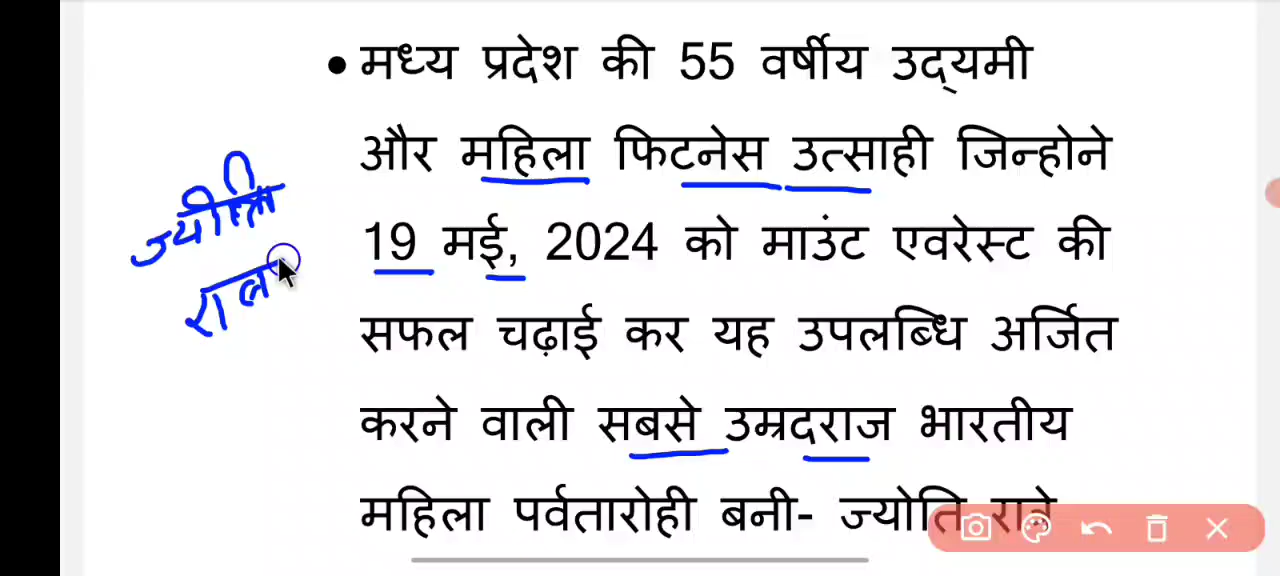 • मध्य प्रदेश की 55 वर्षीय उद्यमी
और महिला फिटनेस उत्साही जिन्होने
19 मई, 2024 को माउंट एवरेस्ट की
सफल चढ़ाई कर यह उपलब्धि अर्जित
करने वाली सबसे उम्रदराज भारतीय
महिला पर्वतारोही बनी- ज्योति रात्रे
ज्योति